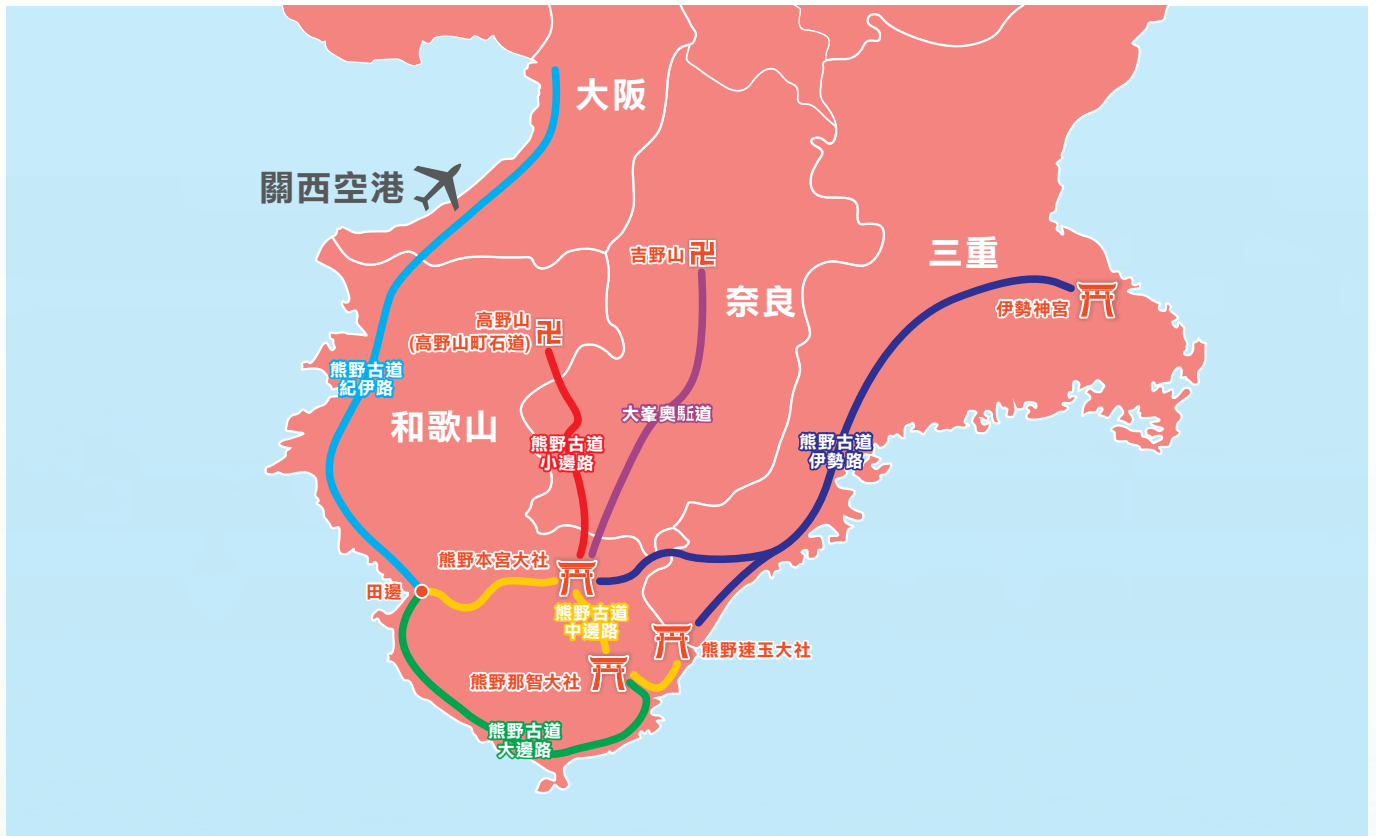 大阪
關西空港
三重
吉野山
奈良
伊勢神宮
高野山
(高野山町石道)
熊野古道
紀伊路
和歌山
大峯奧駈道
熊野古道
小邊路
熊野古道
伊勢路
熊野本宮大社
田邊
熊野古道
中邊路
熊野速玉大社
熊野那智大社
熊野古道
大邊路